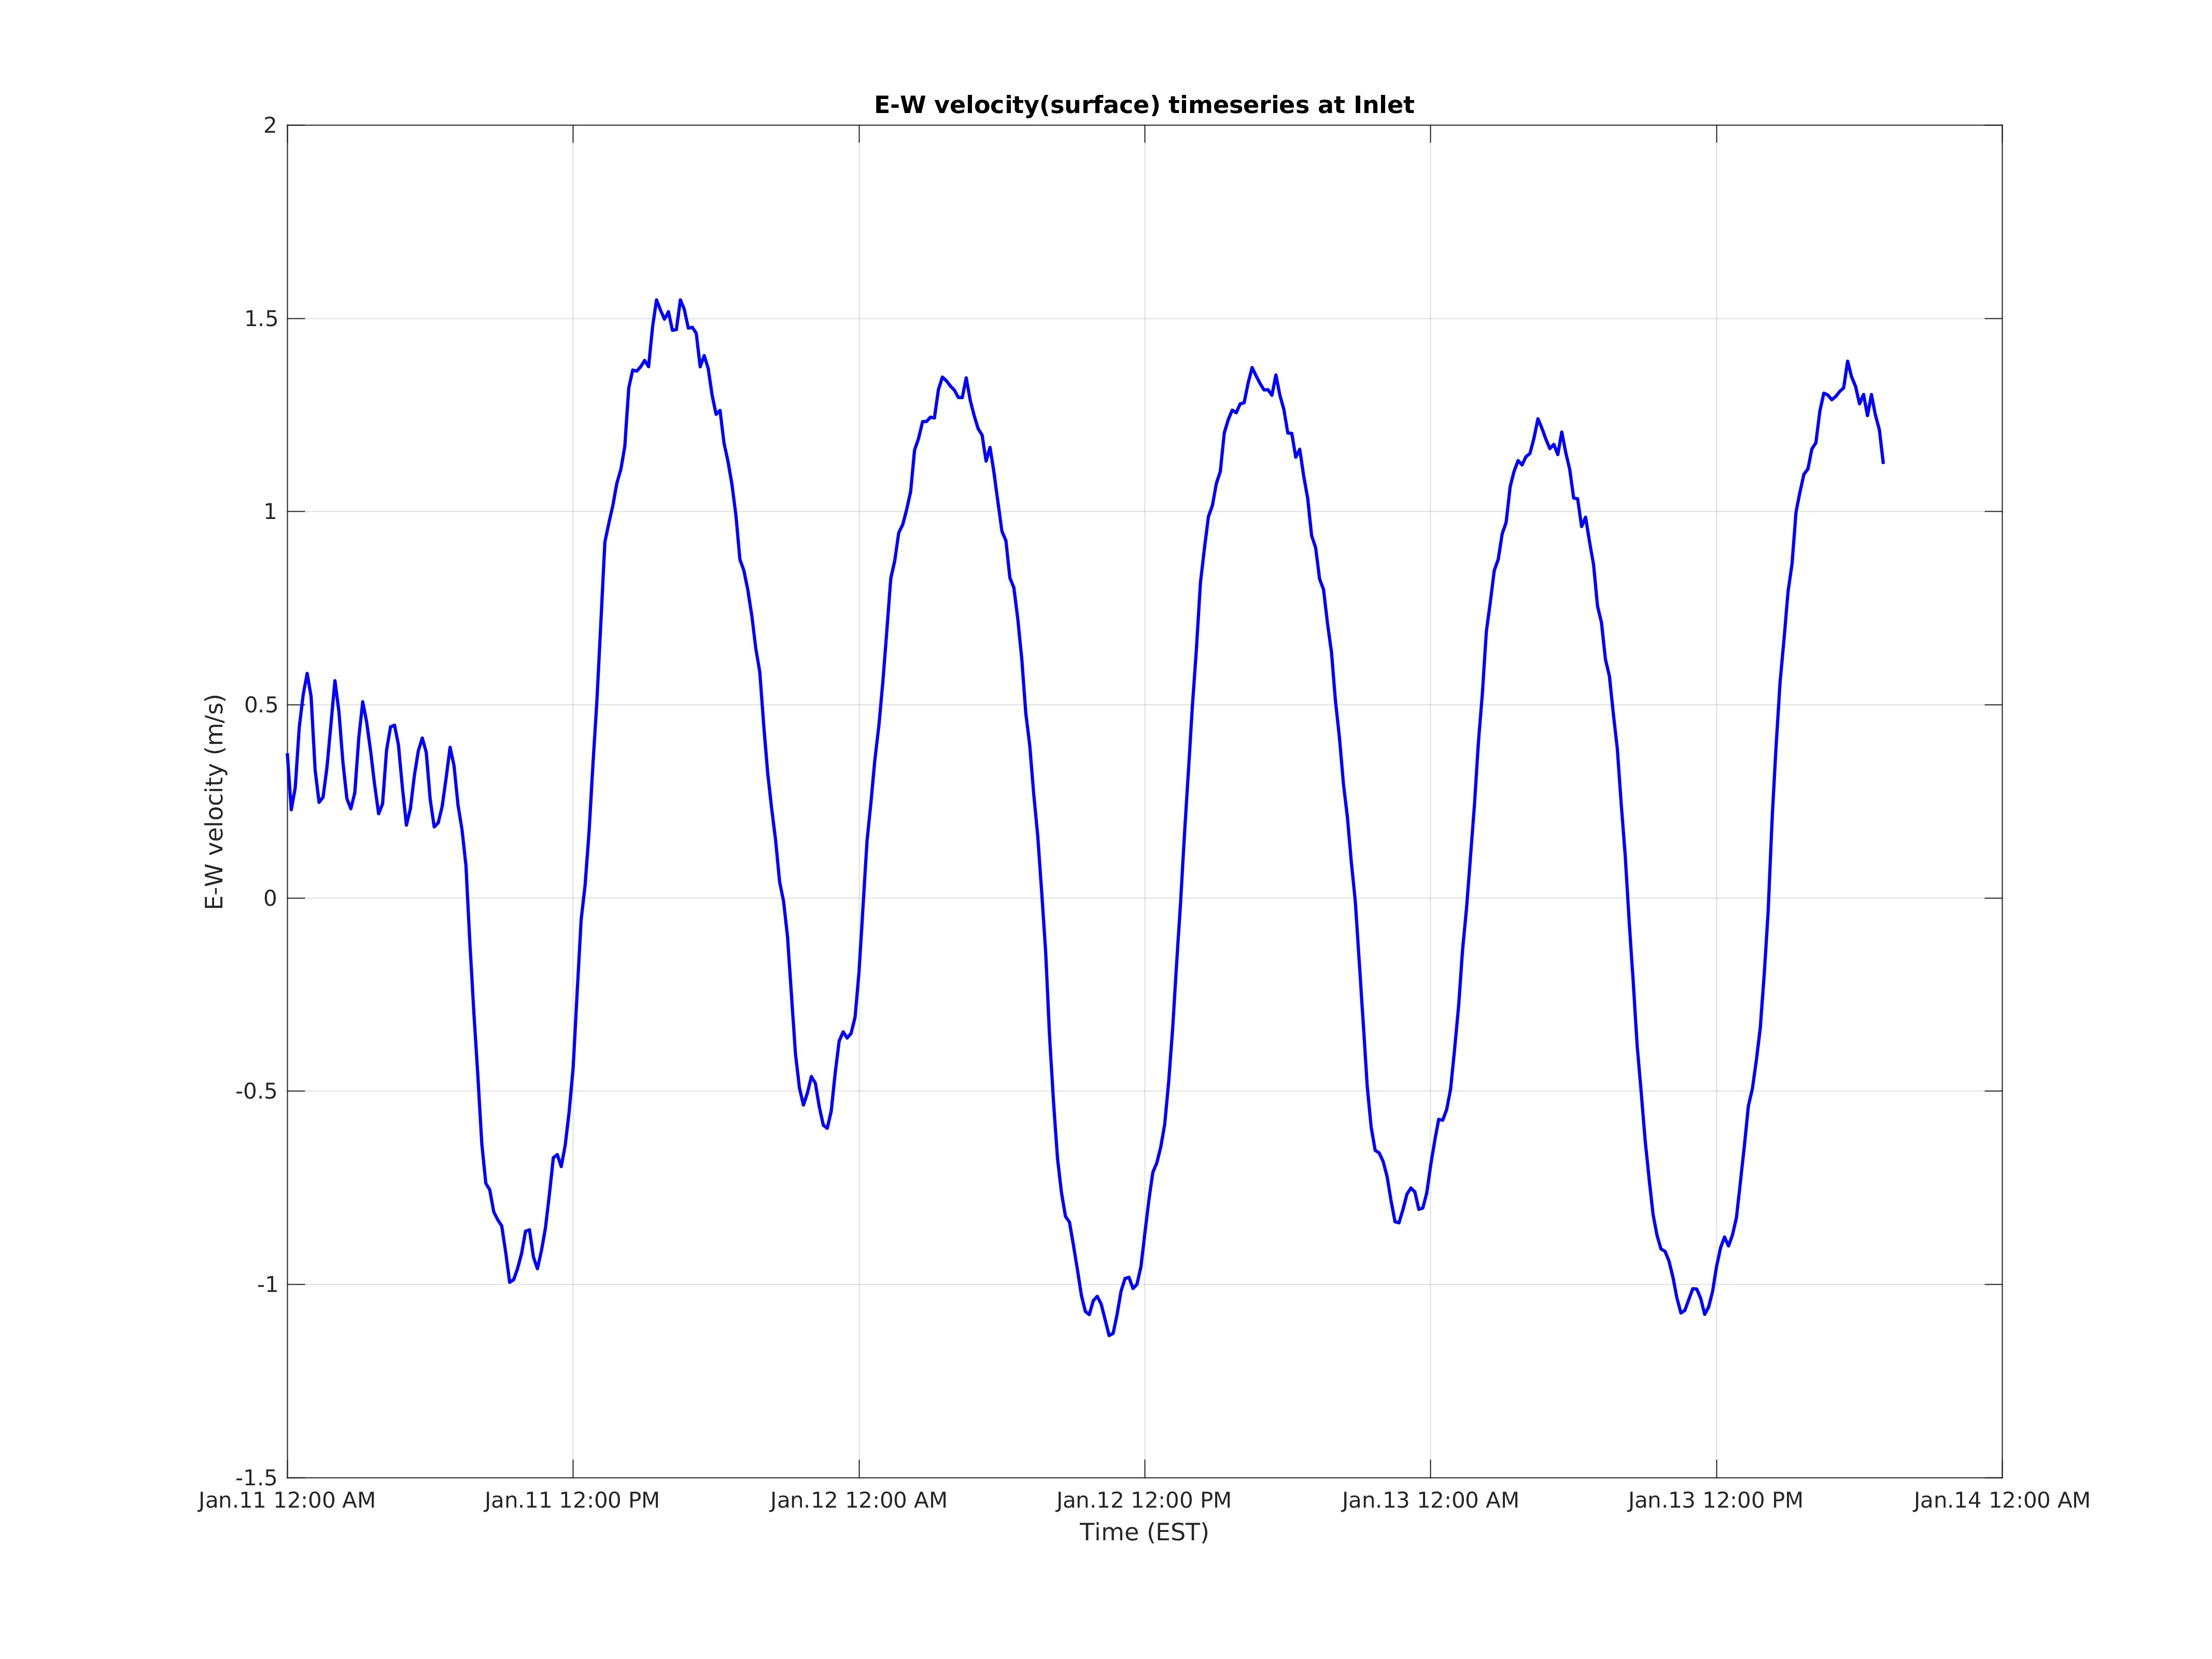 E-W velocity(surface) timeseries at Inlet
2
1.5
1
0.5
0
-0.5
-1
-1.5
E-W velocity (m/s)
Jan.11 12:00 AM Jan.11 12:00 PM Jan.12 12:00 AM Jan.12 12:00 PM Jan.13 12:00 AM Jan.13 12:00 PM Jan.14 12:00 AM
Time (EST)